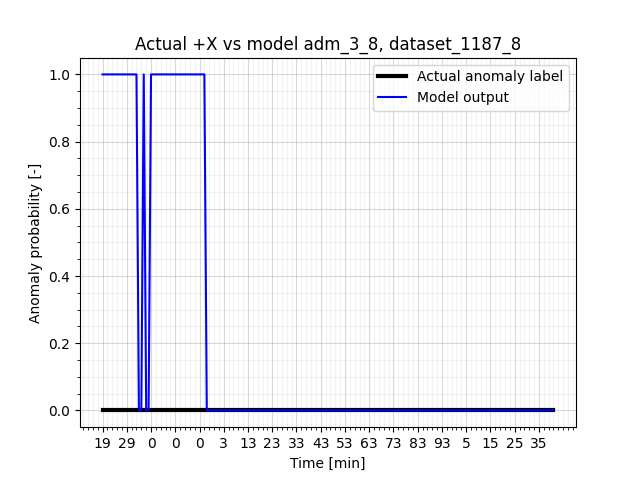 Actual +X vs model adm_3_8, dataset_1187_8
Actual anomaly label
Model output
Anomaly probability [-]
1.0
0.8
0.6
0.4
0.2
0.0
19 29 0 0 0 3 13 23 33 43 53 63 73 83 93 5 15 25 35
Time [min]